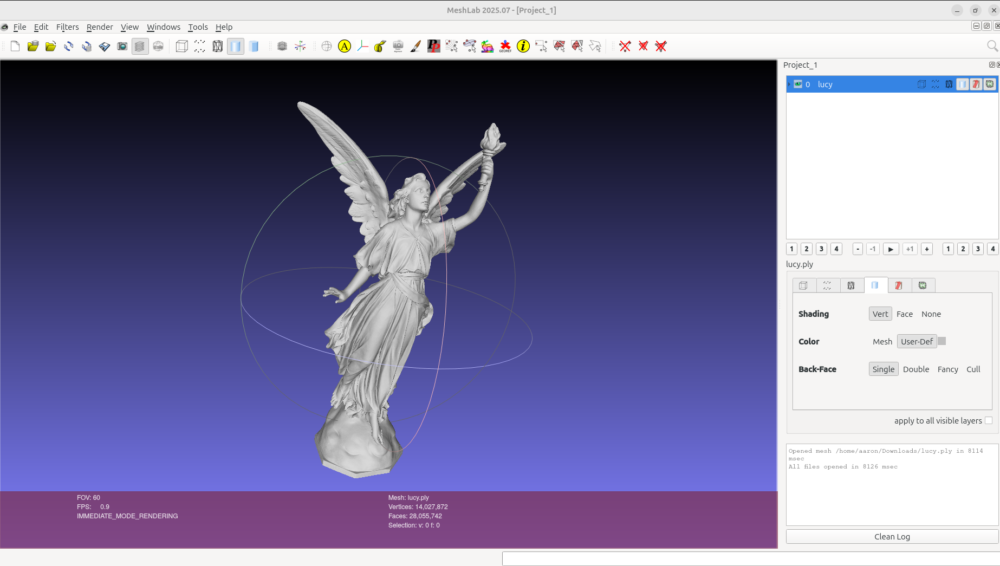 MeshLab 2025.07 - [Project_1]
File Edit Filters Render View Windows Tools Help
A
PP
GEOREF
i
Project_1
0 lucy
1 2 3 4 - -1 +1 + 1 2 3 4
lucy.ply
Shading Vert Face None
Color Mesh User-Def
Back-Face Single Double Fancy Cull
apply to all visible layers
Opened mesh /home/aaron/Downloads/lucy.ply in 8114
msec
All files opened in 8126 msec
Clean Log
FOV: 60
FPS: 0.9
IMMEDIATE_MODE_RENDERING
Mesh: lucy.ply
Vertices: 14,027,872
Faces: 28,055,742
Selection: v: 0 f: 0